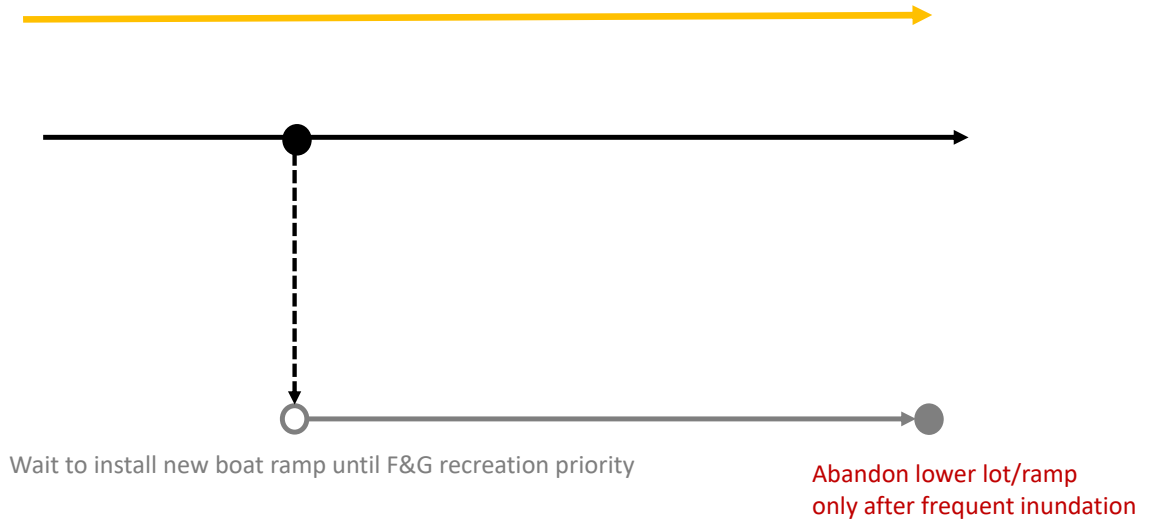 Wait to install new boat ramp until F&G recreation priority
Abandon lower lot/ramp
only after frequent inundation